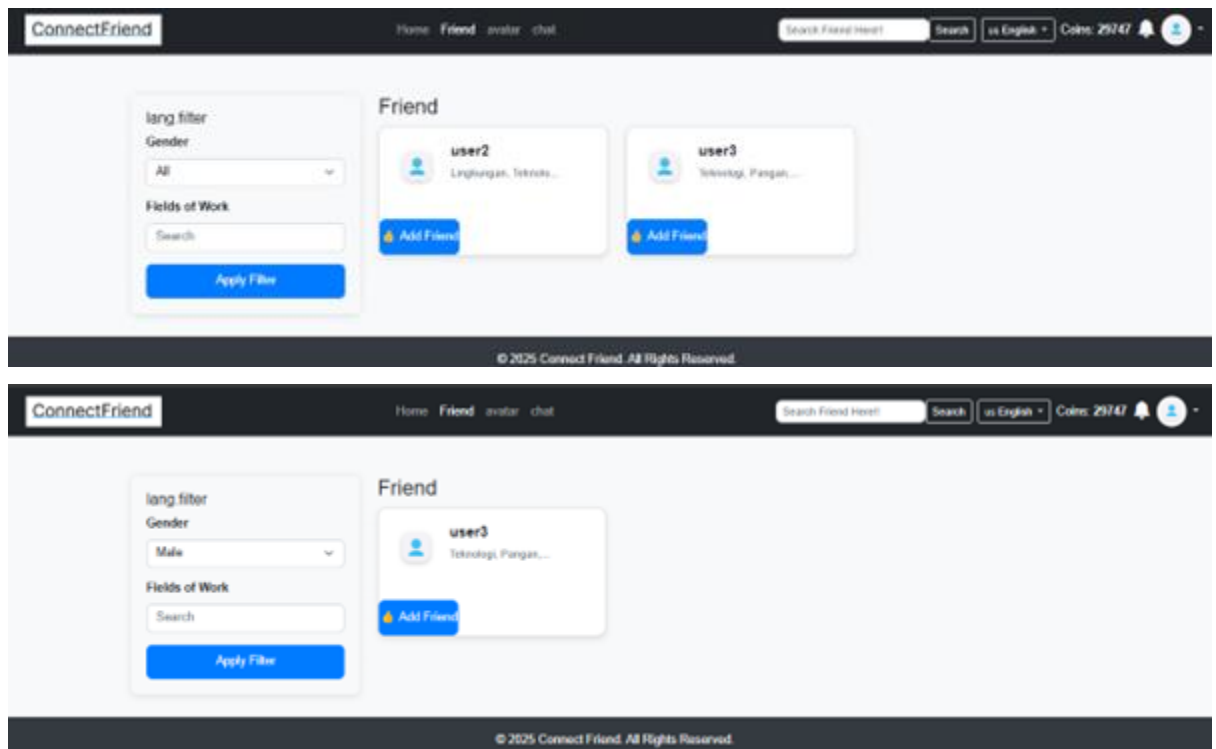 ConnectFriend Home Friend avatar chat Search Friend Here!! Search us English Coins: 29747
lang.filter
Gender
All
Fields of Work
Search
Apply Filter
Friend
user2
Lingkungan, Teknolo...
👍 Add Friend
user3
Teknologi, Pangan,...
👍 Add Friend
© 2025 Connect Friend. All Rights Reserved.
ConnectFriend Home Friend avatar chat Search Friend Here!! Search us English Coins: 29747
lang.filter
Gender
Male
Fields of Work
Search
Apply Filter
Friend
user3
Teknologi, Pangan,...
👍 Add Friend
© 2025 Connect Friend. All Rights Reserved.